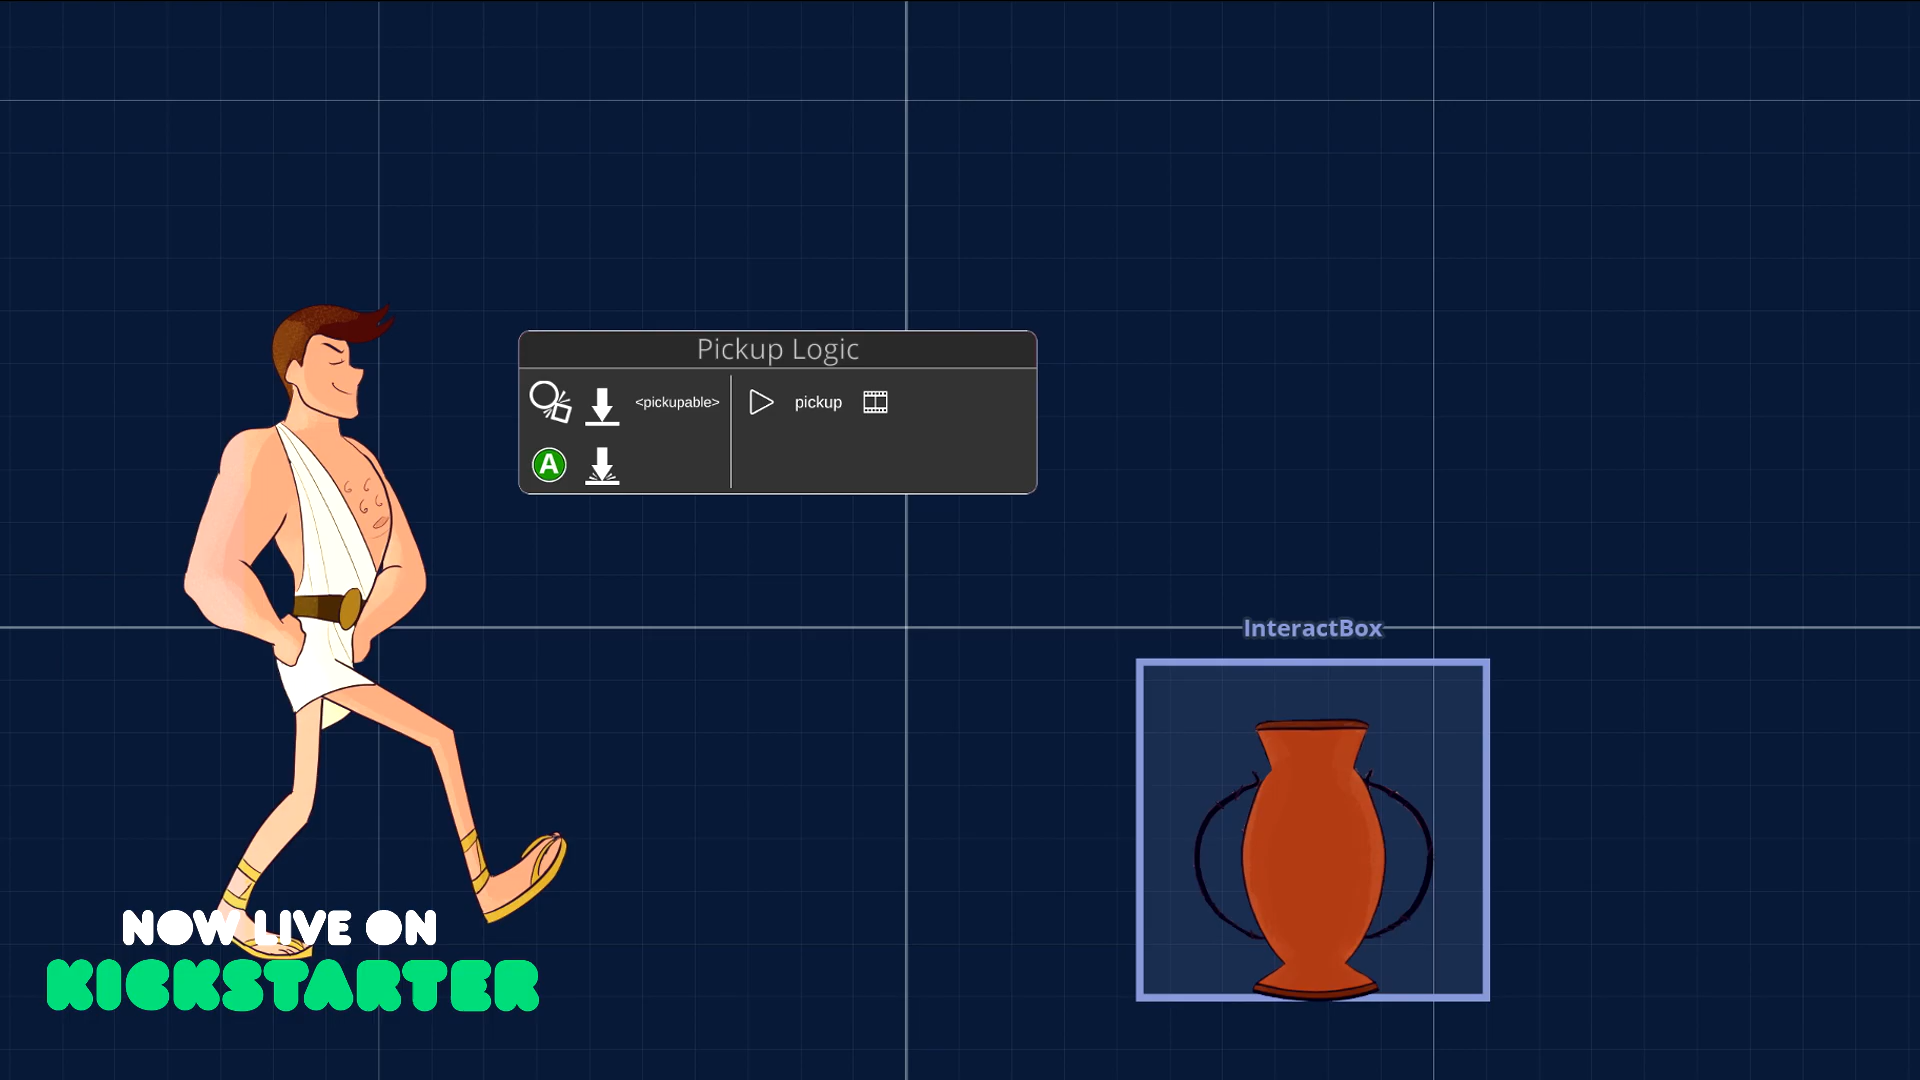 Pickup Logic
<pickupable> pickup
A
InteractBox
NOW LIVE ON
KICKSTARTER